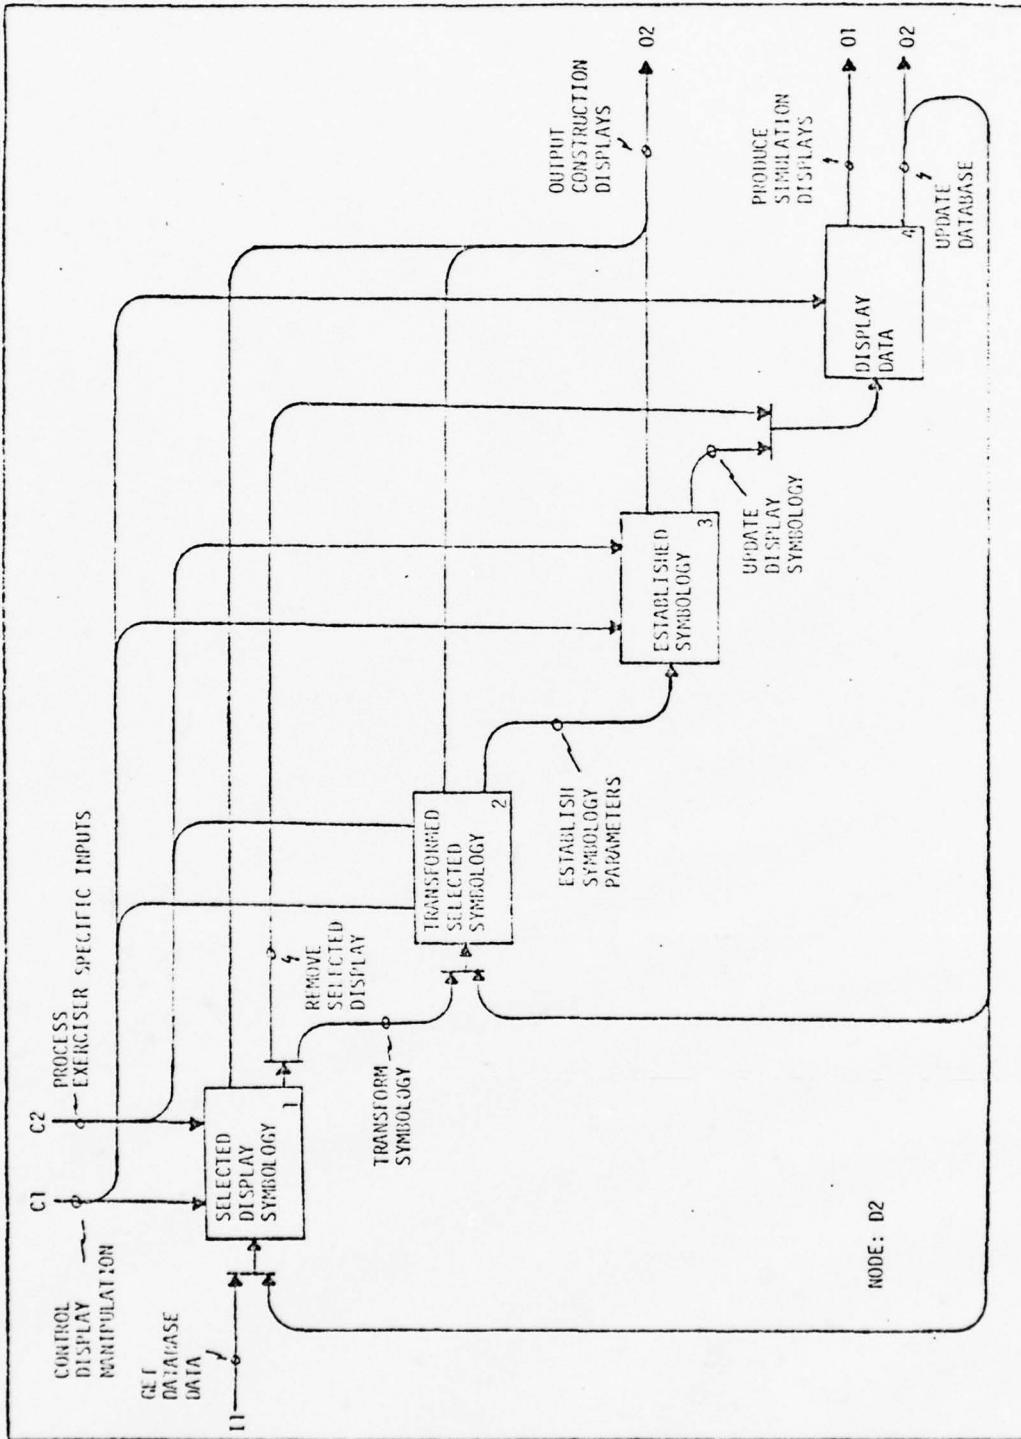 C1
C2
CONTROL
DISPLAY
MANIPULATION
PROCESS
EXERCISER SPECIFIC INPUTS
GET
DATABASE
DATA
I1
SELECTED
DISPLAY
SYMBOLOGY
1
REMOVE
SELECTED
DISPLAY
TRANSFORM
SYMBOLOGY
TRANSFORMED
SELECTED
SYMBOLOGY
2
ESTABLISH
SYMBOLOGY
PARAMETERS
ESTABLISHED
SYMBOLOGY
3
UPDATE
DISPLAY
SYMBOLOGY
OUTPUT
CONSTRUCTION
DISPLAYS
O2
DISPLAY
DATA
4
PRODUCE
SIMULATION
DISPLAYS
O1
O2
UPDATE
DATABASE
NODE: D2